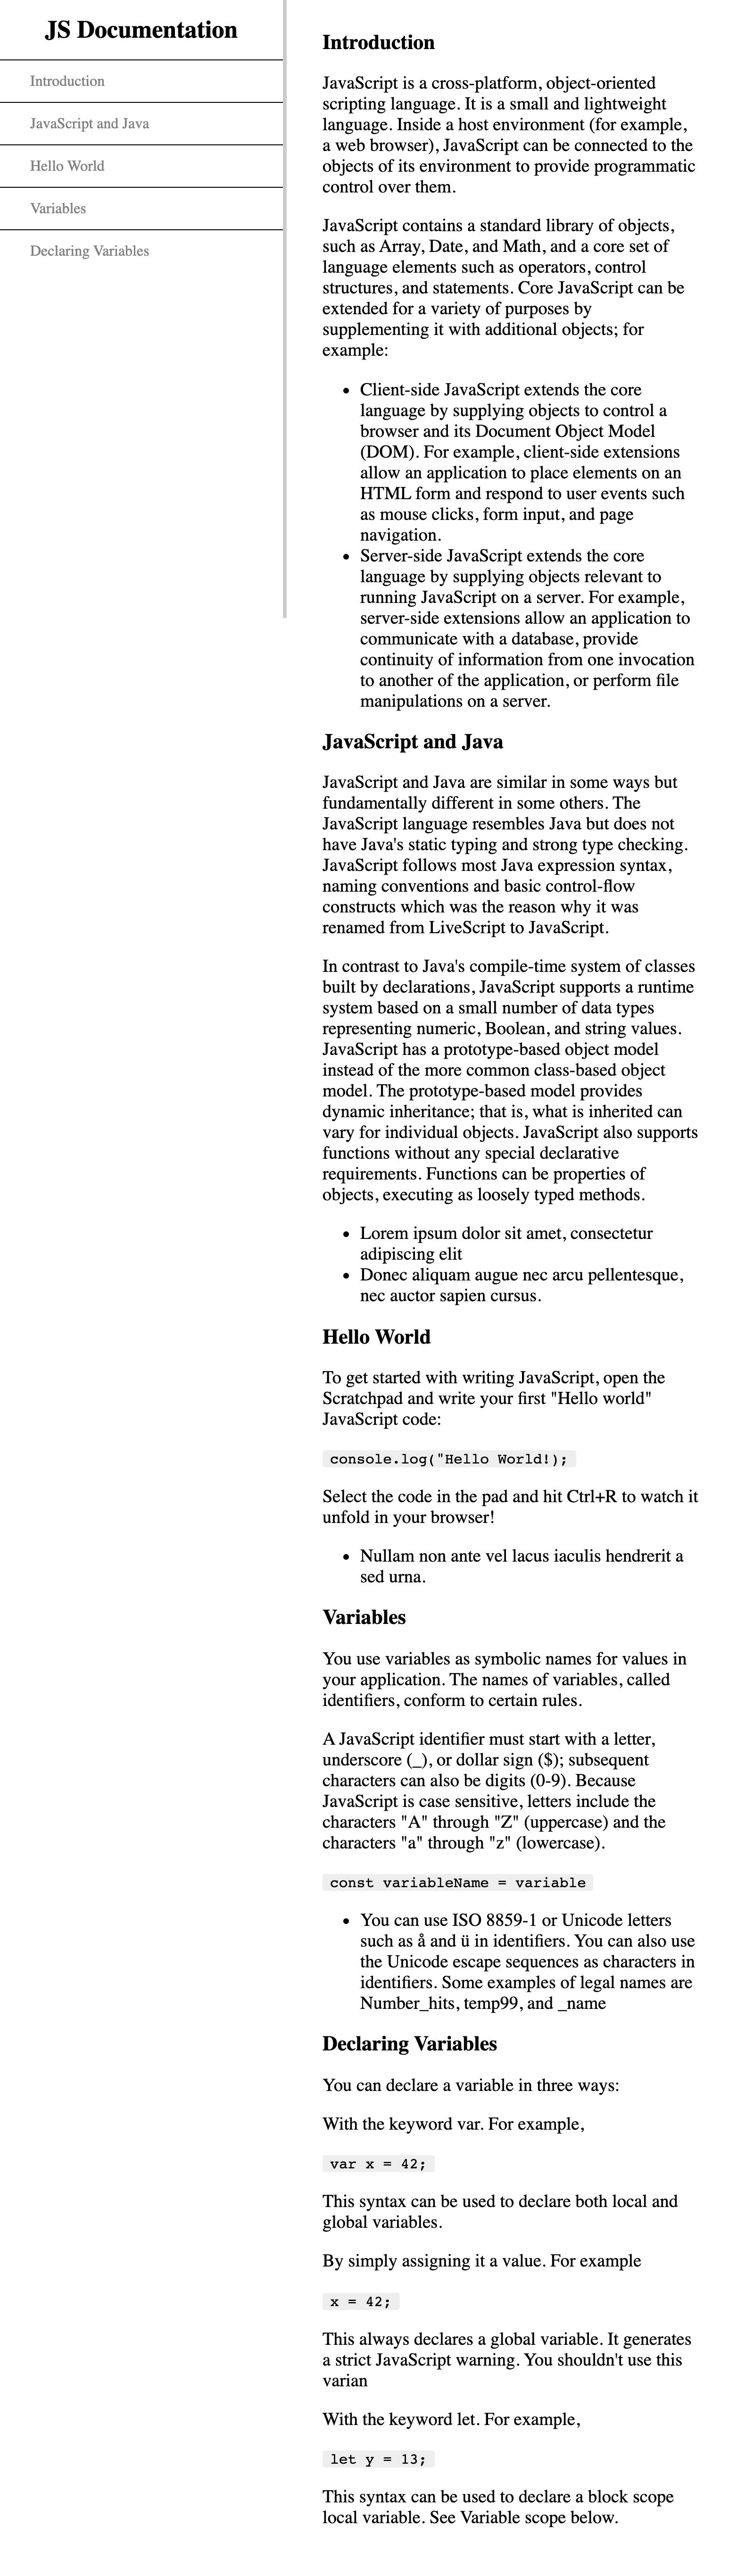 JS Documentation
Introduction
JavaScript and Java
Hello World
Variables
Declaring Variables
Introduction
JavaScript is a cross-platform, object-oriented
scripting language. It is a small and lightweight
language. Inside a host environment (for example,
a web browser), JavaScript can be connected to the
objects of its environment to provide programmatic
control over them.
JavaScript contains a standard library of objects,
such as Array, Date, and Math, and a core set of
language elements such as operators, control
structures, and statements. Core JavaScript can be
extended for a variety of purposes by
supplementing it with additional objects; for
example:
• Client-side JavaScript extends the core
language by supplying objects to control a
browser and its Document Object Model
(DOM). For example, client-side extensions
allow an application to place elements on an
HTML form and respond to user events such
as mouse clicks, form input, and page
navigation.
• Server-side JavaScript extends the core
language by supplying objects relevant to
running JavaScript on a server. For example,
server-side extensions allow an application to
communicate with a database, provide
continuity of information from one invocation
to another of the application, or perform file
manipulations on a server.
JavaScript and Java
JavaScript and Java are similar in some ways but
fundamentally different in some others. The
JavaScript language resembles Java but does not
have Java's static typing and strong type checking.
JavaScript follows most Java expression syntax,
naming conventions and basic control-flow
constructs which was the reason why it was
renamed from LiveScript to JavaScript.
In contrast to Java's compile-time system of classes
built by declarations, JavaScript supports a runtime
system based on a small number of data types
representing numeric, Boolean, and string values.
JavaScript has a prototype-based object model
instead of the more common class-based object
model. The prototype-based model provides
dynamic inheritance; that is, what is inherited can
vary for individual objects. JavaScript also supports
functions without any special declarative
requirements. Functions can be properties of
objects, executing as loosely typed methods.
• Lorem ipsum dolor sit amet, consectetur
adipiscing elit
• Donec aliquam augue nec arcu pellentesque,
nec auctor sapien cursus.
Hello World
To get started with writing JavaScript, open the
Scratchpad and write your first "Hello world"
JavaScript code:
console.log("Hello World!);
Select the code in the pad and hit Ctrl+R to watch it
unfold in your browser!
• Nullam non ante vel lacus iaculis hendrerit a
sed urna.
Variables
You use variables as symbolic names for values in
your application. The names of variables, called
identifiers, conform to certain rules.
A JavaScript identifier must start with a letter,
underscore (_), or dollar sign ($); subsequent
characters can also be digits (0-9). Because
JavaScript is case sensitive, letters include the
characters "A" through "Z" (uppercase) and the
characters "a" through "z" (lowercase).
const variableName = variable
• You can use ISO 8859-1 or Unicode letters
such as å and ü in identifiers. You can also use
the Unicode escape sequences as characters in
identifiers. Some examples of legal names are
Number_hits, temp99, and _name
Declaring Variables
You can declare a variable in three ways:
With the keyword var. For example,
var x = 42;
This syntax can be used to declare both local and
global variables.
By simply assigning it a value. For example
x = 42;
This always declares a global variable. It generates
a strict JavaScript warning. You shouldn't use this
varian
With the keyword let. For example,
let y = 13;
This syntax can be used to declare a block scope
local variable. See Variable scope below.